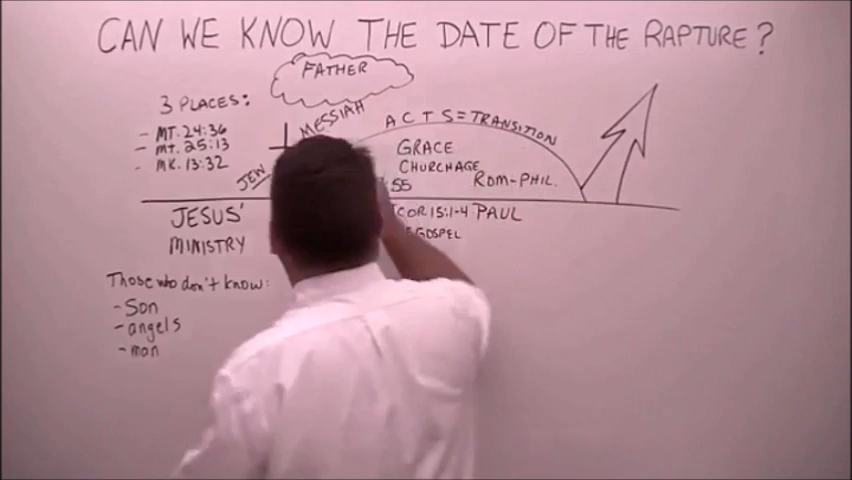 CAN WE KNOW THE DATE OF THE RAPTURE?
FATHER
3 PLACES:
- MT. 24:36
- MT. 25:13
- MK. 13:32
MESSIAH
ACTS = TRANSITION
JEW
GRACE
CHURCHAGE
55
ROM-PHIL.
JESUS'
MINISTRY
COR 15:1-4 PAUL
GOSPEL
Those who don't know:
- Son
- angels
- man